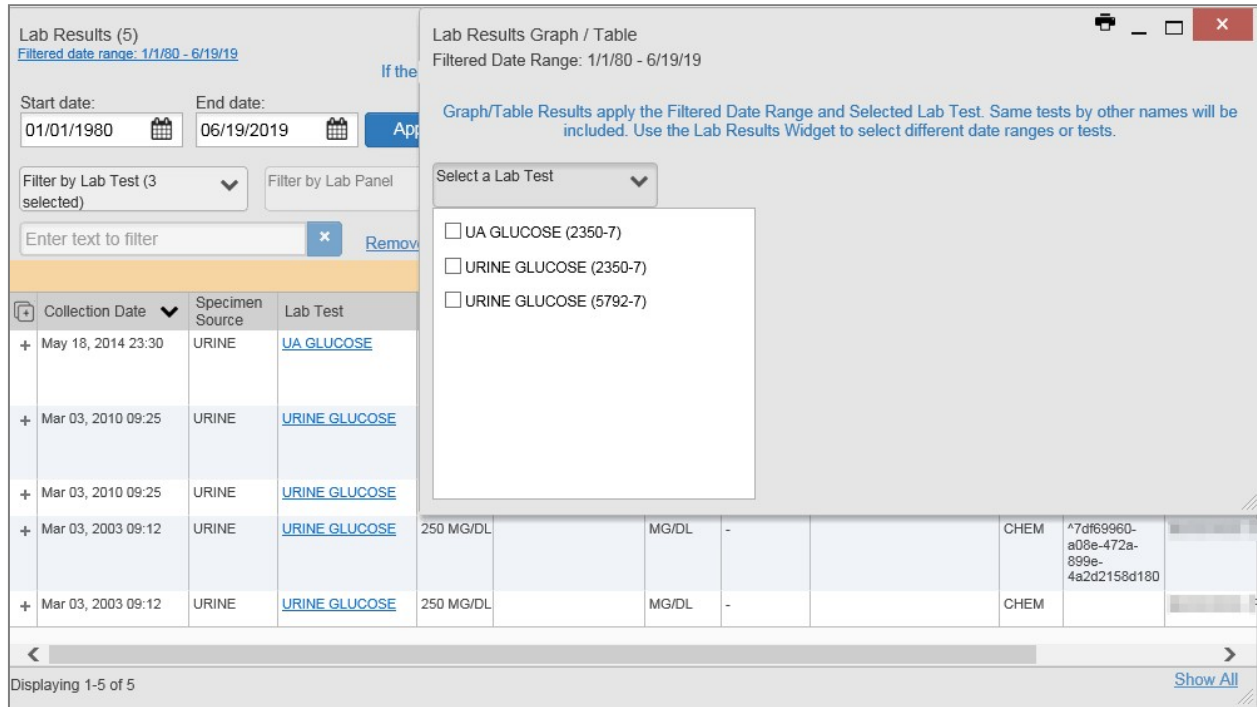 Lab Results (5)
Filtered date range: 1/1/80 - 6/19/19
If the
Start date:
End date:
01/01/1980
06/19/2019
App
Filter by Lab Test (3
selected)
Filter by Lab Panel
Enter text to filter
Remov
Lab Results Graph / Table
Filtered Date Range: 1/1/80 - 6/19/19
Graph/Table Results apply the Filtered Date Range and Selected Lab Test. Same tests by other names will be
included. Use the Lab Results Widget to select different date ranges or tests.
Select a Lab Test
UA GLUCOSE (2350-7)
URINE GLUCOSE (2350-7)
URINE GLUCOSE (5792-7)
Collection Date Specimen Source Lab Test
May 18, 2014 23:30 URINE UA GLUCOSE
Mar 03, 2010 09:25 URINE URINE GLUCOSE
Mar 03, 2010 09:25 URINE URINE GLUCOSE
Mar 03, 2003 09:12 URINE URINE GLUCOSE 250 MG/DL MG/DL - CHEM ^7df69960-
a08e-472a-
899e-
4a2d2158d180
Mar 03, 2003 09:12 URINE URINE GLUCOSE 250 MG/DL MG/DL - CHEM
Displaying 1-5 of 5
Show All